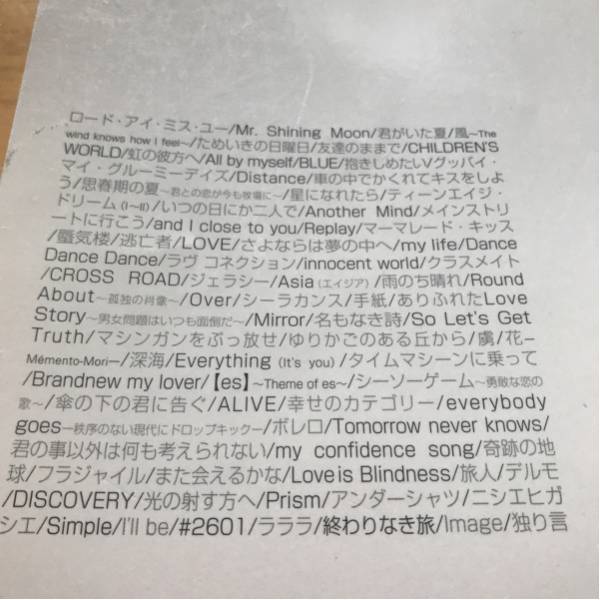 ロード・アイ・ミス・ユー/Mr. Shining Moon/君がいた夏/風~The
wind knows how I feel~/ためいきの日曜日/友達のままで/CHILDREN'S
WORLD/虹の彼方へ/All by myself/BLUE/抱きしめたい/グッバイ・
マイ・グルーミーデイズ/Distance/車の中でかくれてキスをしよ
う/思春期の夏~君との恋が今も牧場に~/星になれたら/ティーンエイジ・
ドリーム(I~II)/いつの日にか二人で/Another Mind/メインストリ
ートに行こう/and I close to you/Replay/マーマレード・キッス
/蜃気楼/逃亡者/LOVE/さよならは夢の中へ/my life/Dance
Dance Dance/ラヴ コネクション/innocent world/クラスメイト
/CROSS ROAD/ジェラシー/Asia(エイジア)/雨のち晴れ/Round
About~孤独の肖像~/Over/シーラカンス/手紙/ありふれたLove
Story~男女問題はいつも面倒だ~/Mirror/名もなき詩/So Let's Get
Truth/マシンガンをぶっ放せ/ゆりかごのある丘から/虜/花−
Mémento-Mori−/深海/Everything (It's you)/タイムマシーンに乗って
/Brandnew my lover/【es】~Theme of es~/シーソーゲーム~勇敢な恋の
歌~/傘の下の君に告ぐ/ALIVE/幸せのカテゴリー/everybody
goes−秩序のない現代にドロップキック−/ボレロ/Tomorrow never knows/
君の事以外は何も考えられない/my confidence song/奇跡の地
球/フラジャイル/また会えるかな/Love is Blindness/旅人/デルモ
/DISCOVERY/光の射す方へ/Prism/アンダーシャツ/ニシエヒガ
シエ/Simple/I'll be/#2601/ラララ/終わりなき旅/Image/独り言